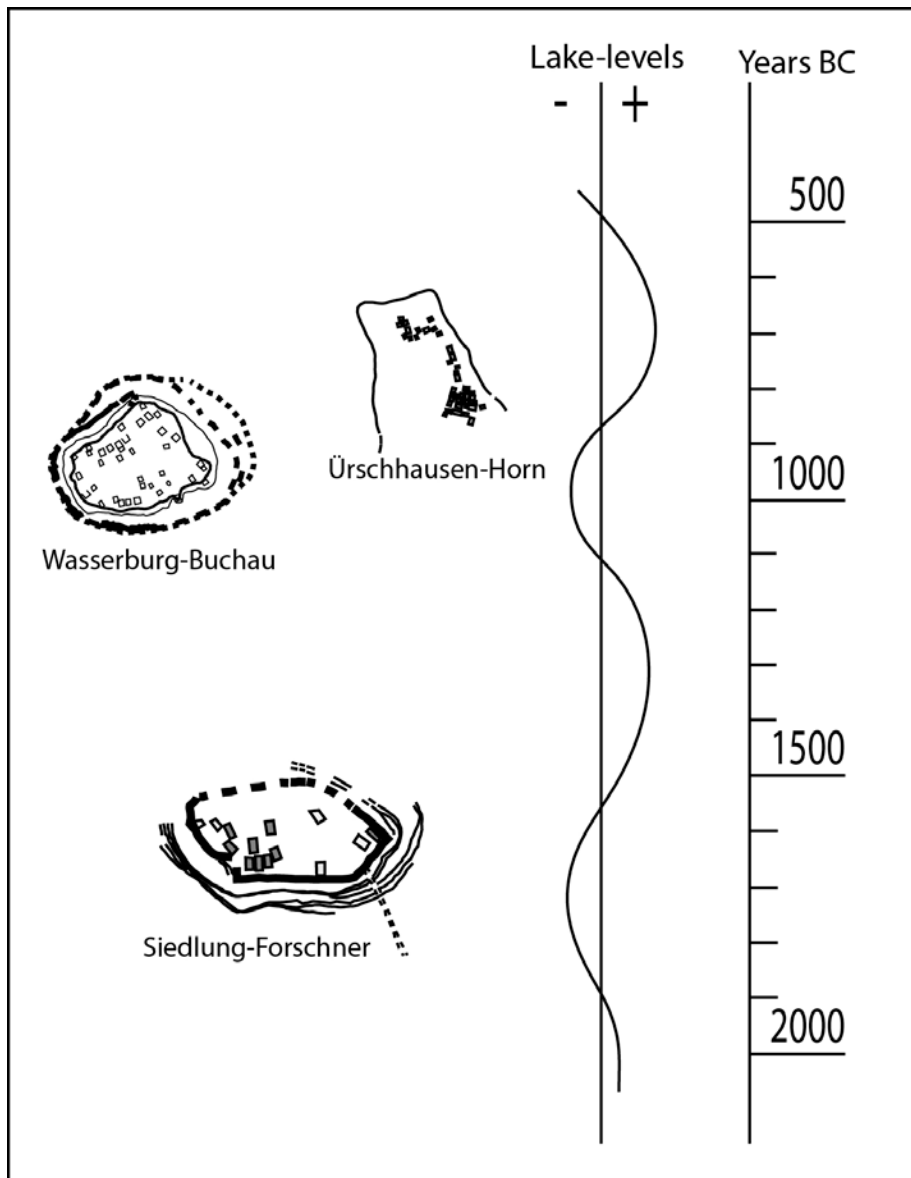 Lake-levels
Years BC
- +
500
Ürschhausen-Horn
1000
Wasserburg-Buchau
1500
Siedlung-Forschner
2000